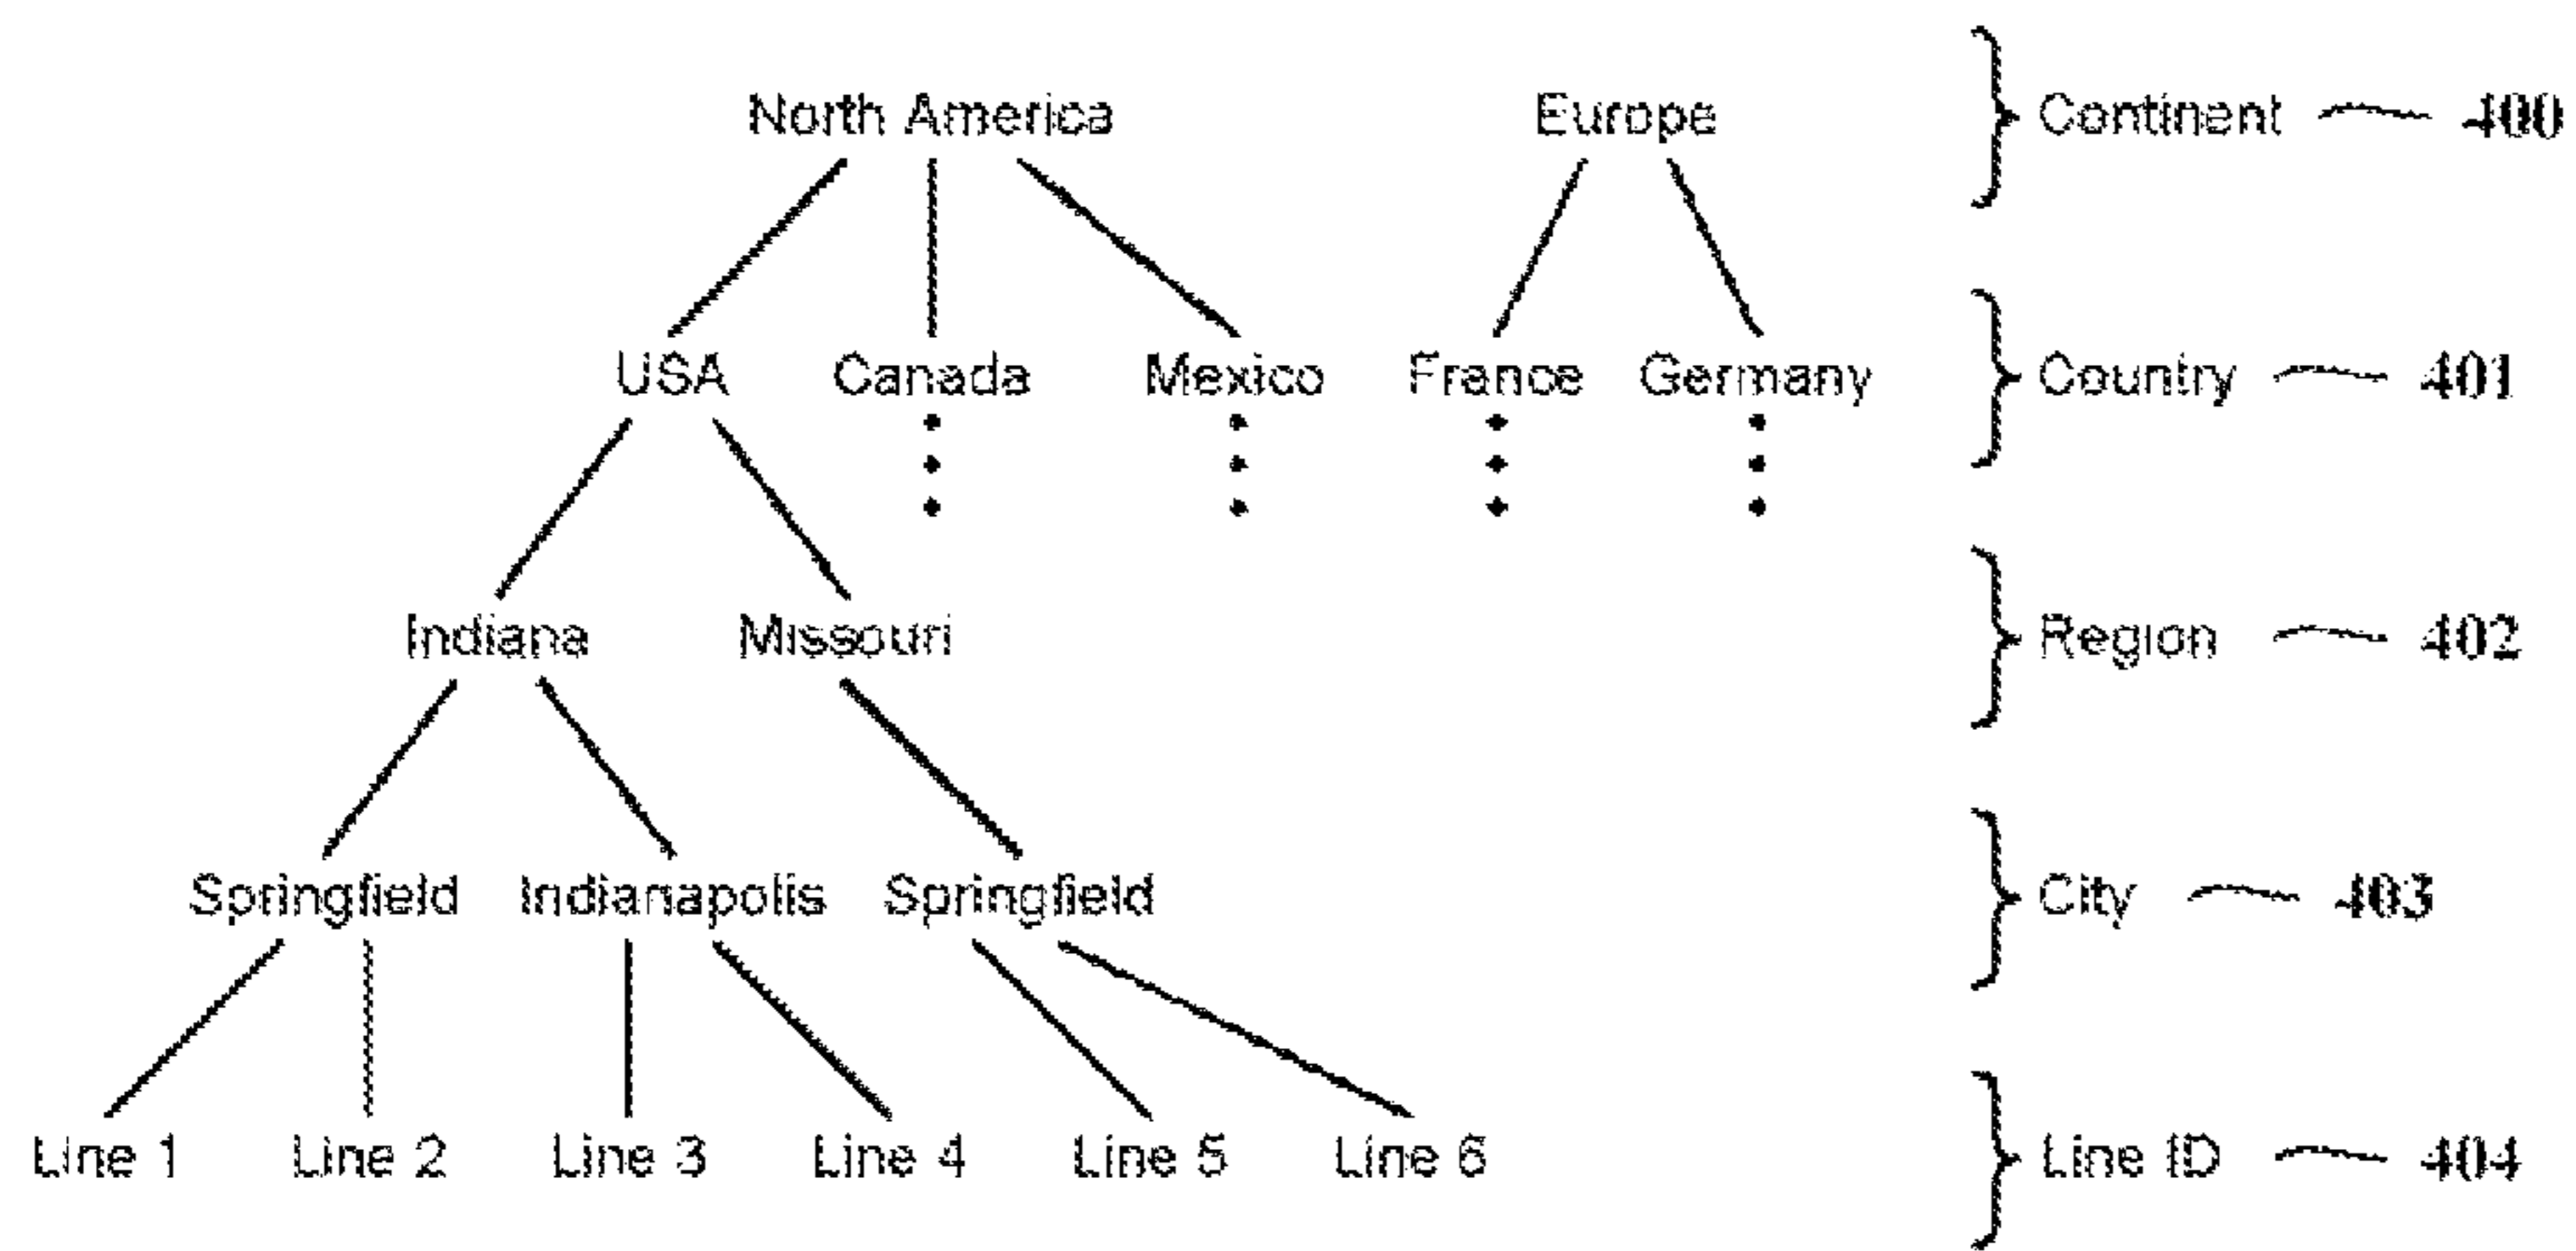 North America Europe Continent 400
USA Canada Mexico France Germany Country 401
Indiana Missouri Region 402
Springfield Indianapolis Springfield City 403
Line 1 Line 2 Line 3 Line 4 Line 5 Line 6 Line ID 404